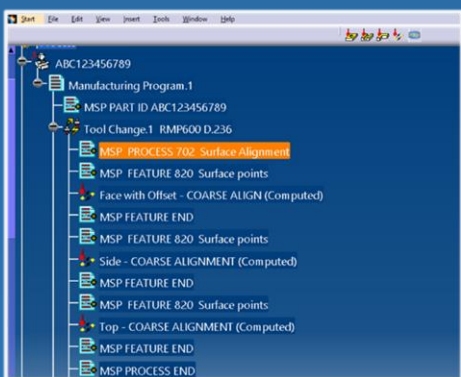 Start File Edit View Insert Tools Window Help
ABC123456789
Manufacturing Program.1
MSP PART ID ABC123456789
Tool Change.1 RMP600 D.236
MSP PROCESS 702 Surface Alignment
MSP FEATURE 820 Surface points
Face with Offset - COARSE ALIGN (Computed)
MSP FEATURE END
MSP FEATURE 820 Surface points
Side - COARSE ALIGNMENT (Computed)
MSP FEATURE END
MSP FEATURE 820 Surface points
Top - COARSE ALIGNMENT (Computed)
MSP FEATURE END
MSP PROCESS END